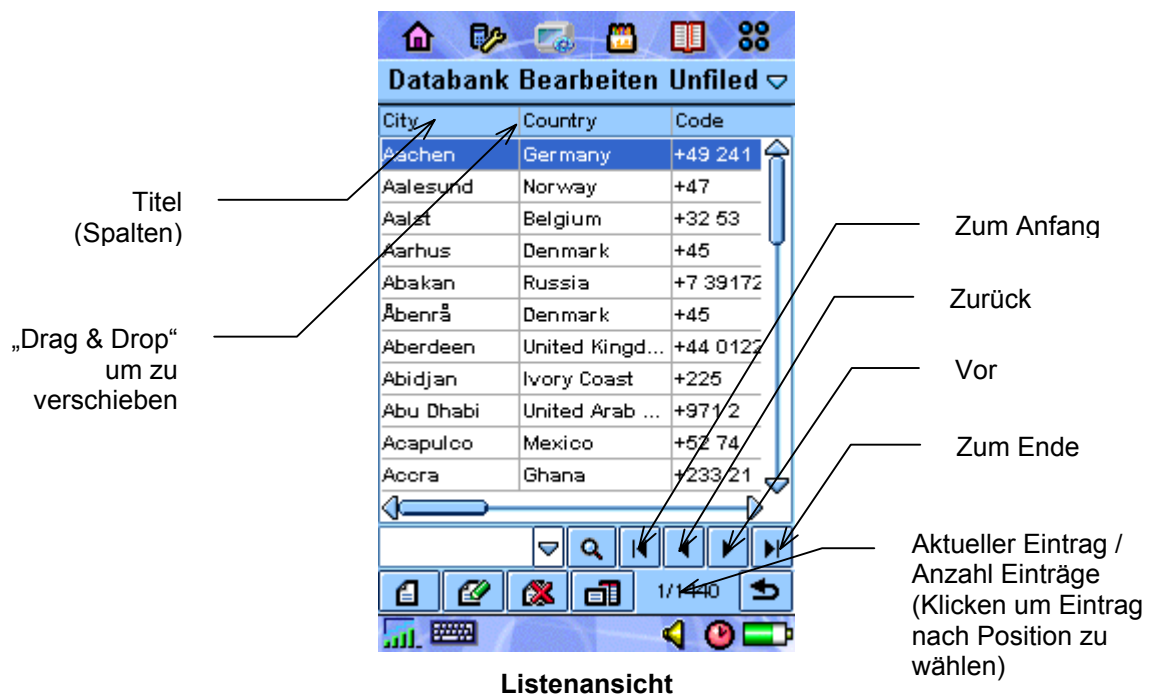 Databank Bearbeiten Unfiled
City Country Code
Aachen Germany +49 241
Aalesund Norway +47
Aalst Belgium +32 53
Aarhus Denmark +45
Abakan Russia +7 39172
Åbenrå Denmark +45
Aberdeen United Kingd... +44 0122
Abidjan Ivory Coast +225
Abu Dhabi United Arab ... +971 2
Acapulco Mexico +52 74
Accra Ghana +233 21
1/1440
Titel
(Spalten)
„Drag & Drop“
um zu
verschieben
Zum Anfang
Zurück
Vor
Zum Ende
Aktueller Eintrag /
Anzahl Einträge
(Klicken um Eintrag
nach Position zu
wählen)
Listenansicht